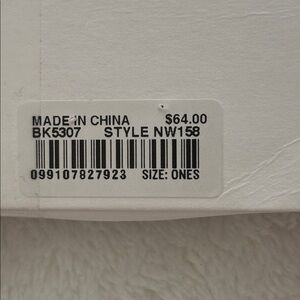 MADE IN CHINA $64.00
BK5307 STYLE NW158
099107827923 SIZE: ONES